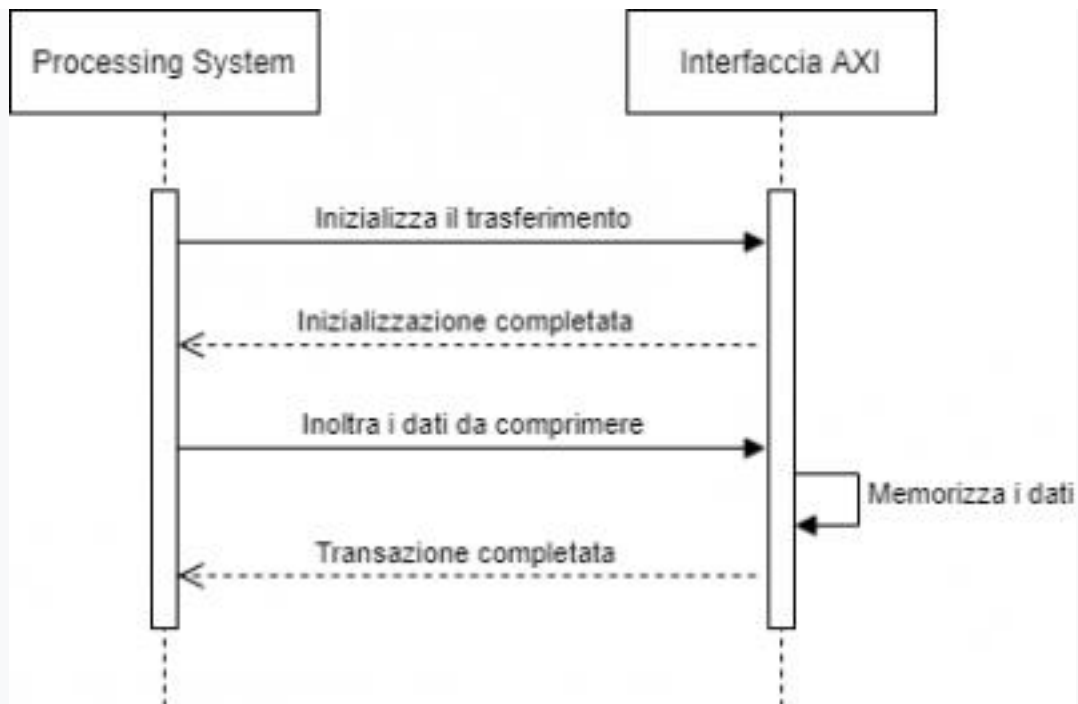 Processing System
Interfaccia AXI
Inizializza il trasferimento
Inizializzazione completata
Inoltra i dati da comprimere
Memorizza i dati
Transazione completata